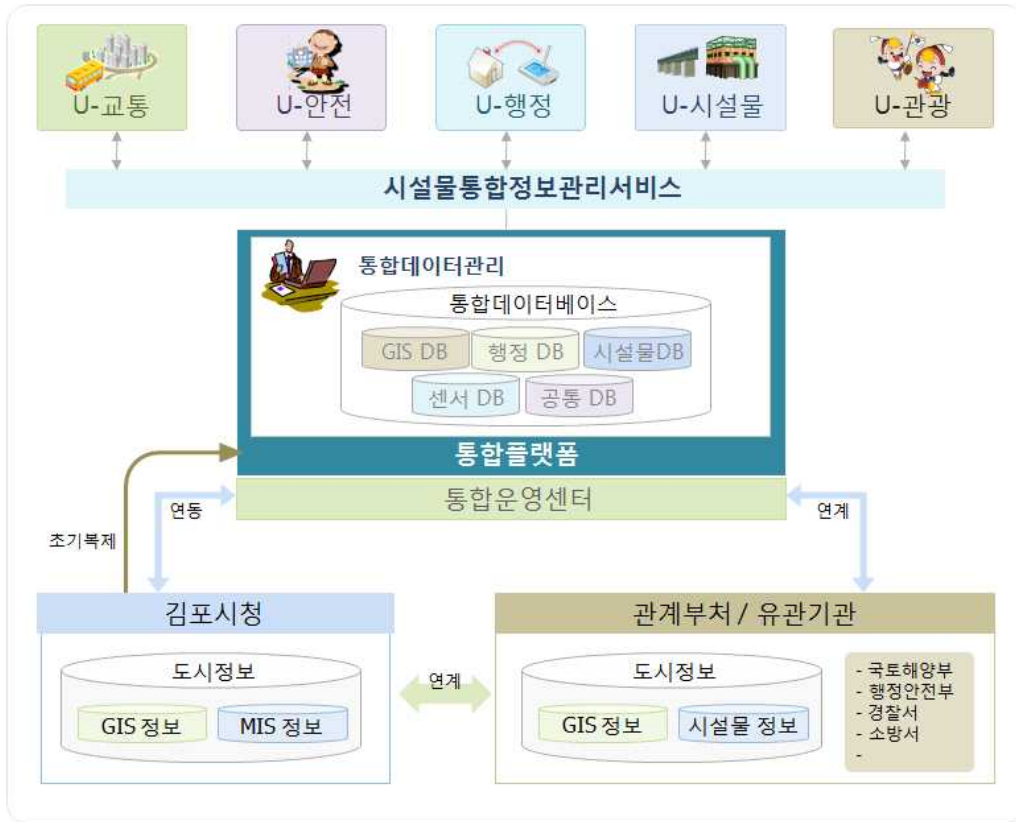 U-교통
U-안전
U-행정
U-시설물
U-관광
시설물통합정보관리서비스
통합데이터관리
통합데이터베이스
GIS DB
행정 DB
시설물DB
센서 DB
공통 DB
통합플랫폼
통합운영센터
연동
연계
초기복제
김포시청
도시정보
GIS 정보
MIS 정보
연계
관계부처 / 유관기관
도시정보
GIS 정보
시설물 정보
- 국토해양부
- 행정안전부
- 경찰서
- 소방서
-